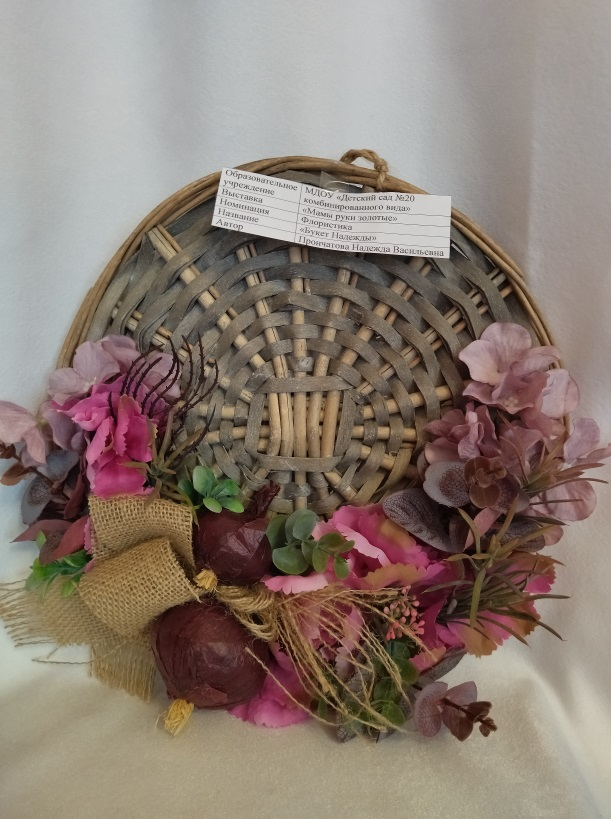 Образовательное учреждение
МДОУ «Детский сад №20 комбинированного вида»
Выставка
«Мамы руки золотые»
Номинация
Флористика
Название
«Букет Надежды»
Автор
Прончатова Надежда Васильевна